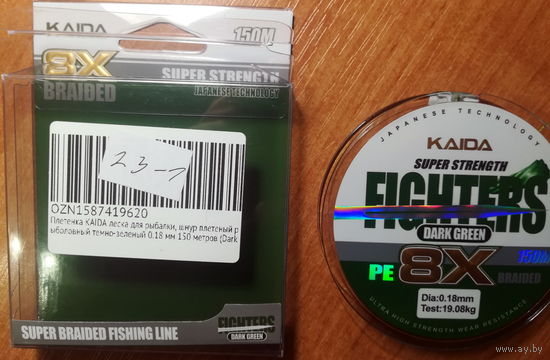 KAIDA
150M
8X
SUPER STRENGTH
BRAIDED
JAPANESE TECHNOLOGY
23-7
OZN1587419620
Плетенка KAIDA леска для рыбалки, шнур плетеный р
ыболовный темно-зеленый 0.18 мм 150 метров (Dark
FIGHTERS
DARK GREEN
SUPER BRAIDED FISHING LINE
JAPANESE TECHNOLOGY
KAIDA
SUPER STRENGTH
FIGHTERS
DARK GREEN
150M
PE 8X
BRAIDED
Dia:0.18mm
Test:19.08kg
ULTRA HIGH STRENGTH WEAR RESISTANCE
www.ay.by